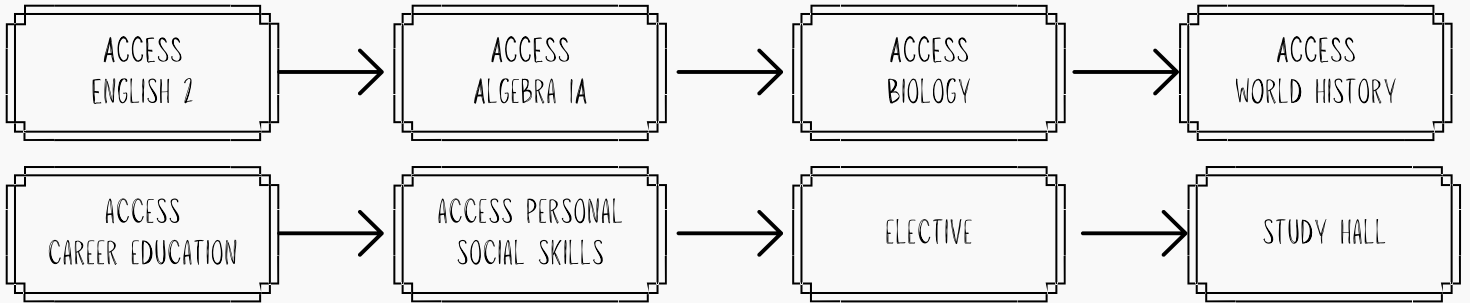 ACCESS
ENGLISH 2
ACCESS
ALGEBRA 1A
ACCESS
BIOLOGY
ACCESS
WORLD HISTORY
ACCESS
CAREER EDUCATION
ACCESS PERSONAL
SOCIAL SKILLS
ELECTIVE
STUDY HALL